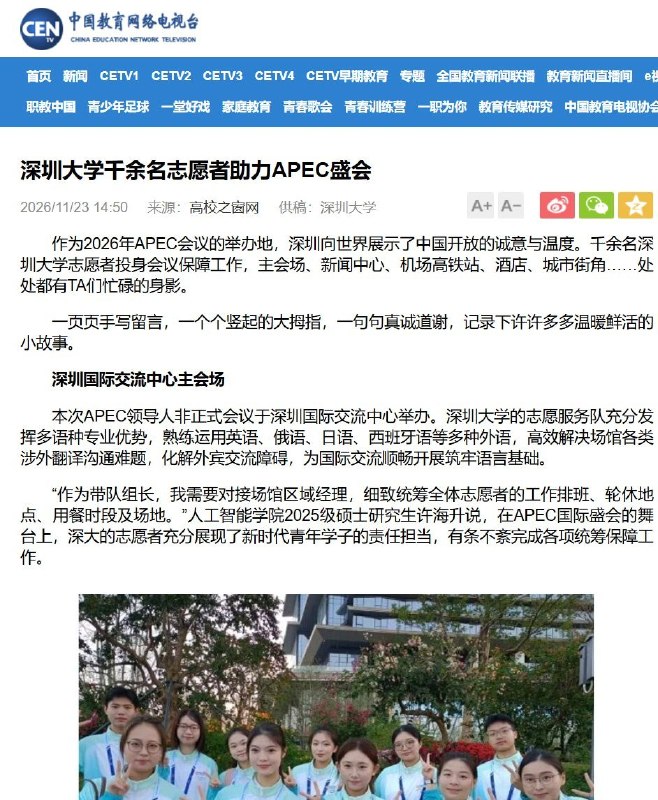 CEN
TV
中国教育网络电视台
CHINA EDUCATION NETWORK TELEVISION
首页 新闻 CETV1 CETV2 CETV3 CETV4 CETV早期教育 专题 全国教育新闻联播 教育新闻直播间 e视
职教中国 青少年足球 一堂好戏 家庭教育 青春歌会 青春训练营 一职为你 教育传媒研究 中国教育电视协会
深圳大学千余名志愿者助力APEC盛会
2026/11/23 14:50 来源：高校之窗网 供稿：深圳大学 A+ A−
作为2026年APEC会议的举办地，深圳向世界展示了中国开放的诚意与温度。千余名深
圳大学志愿者投身会议保障工作，主会场、新闻中心、机场高铁站、酒店、城市街角……处
处都有TA们忙碌的身影。
一页页手写留言，一个个竖起的大拇指，一句句真诚道谢，记录下许许多多温暖鲜活的
小故事。
深圳国际交流中心主会场
本次APEC领导人非正式会议于深圳国际交流中心举办。深圳大学的志愿服务队充分发
挥多语种专业优势，熟练运用英语、俄语、日语、西班牙语等多种外语，高效解决场馆各类
涉外翻译沟通难题，化解外宾交流障碍，为国际交流顺畅开展筑牢语言基础。
“作为带队组长，我需要对接场馆区域经理，细致统筹全体志愿者的工作排班、轮休地
点、用餐时段及场地。”人工智能学院2025级硕士研究生许海升说，在APEC国际盛会的舞
台上，深大的志愿者充分展现了新时代青年学子的责任担当，有条不紊完成各项统筹保障工
作。